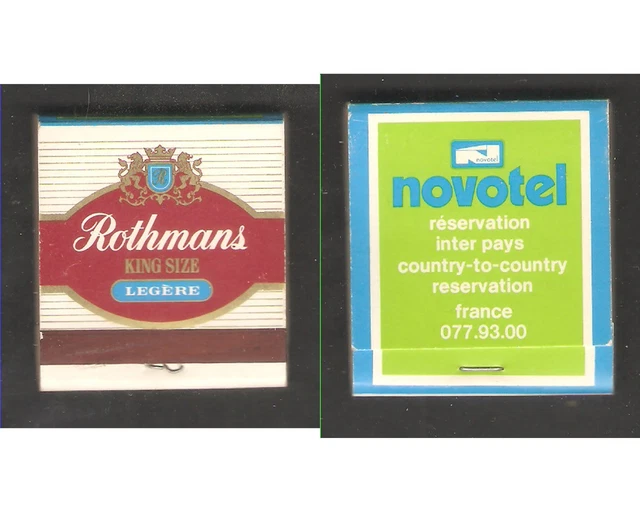 Rothmans
KING SIZE
LEGÈRE
novotel
novotel
réservation
inter pays
country-to-country
reservation
france
077.93.00